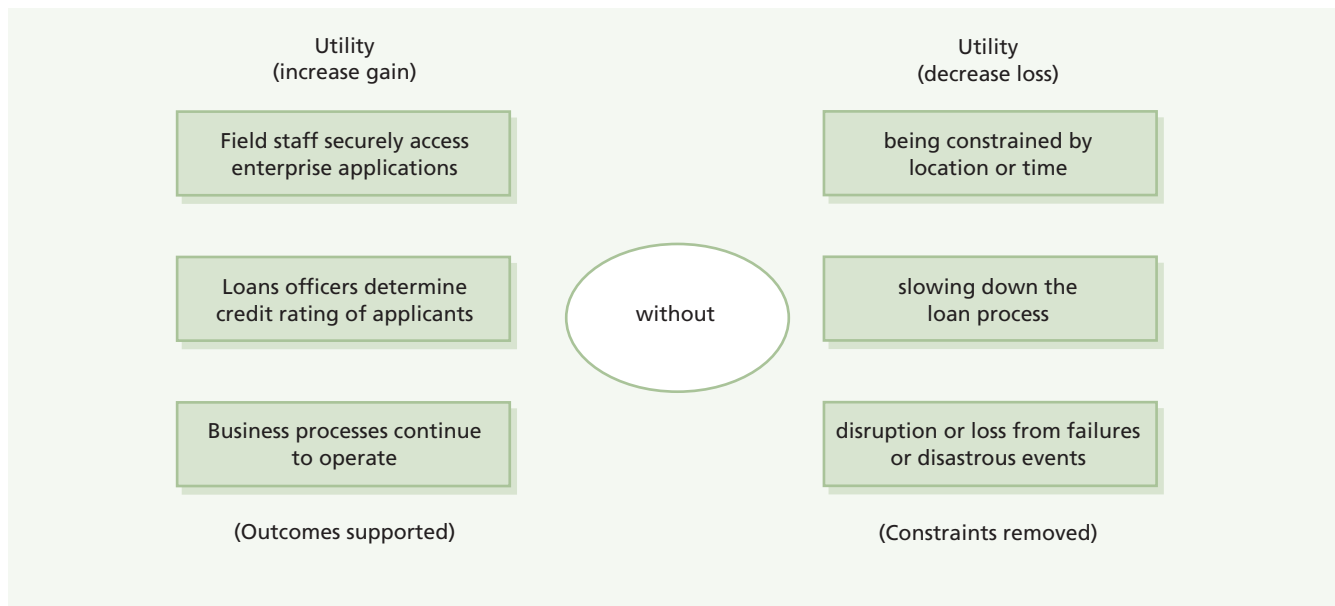 Utility
(increase gain)
Utility
(decrease loss)
Field staff securely access
enterprise applications
being constrained by
location or time
Loans officers determine
credit rating of applicants
without
slowing down the
loan process
Business processes continue
to operate
disruption or loss from failures
or disastrous events
(Outcomes supported)
(Constraints removed)